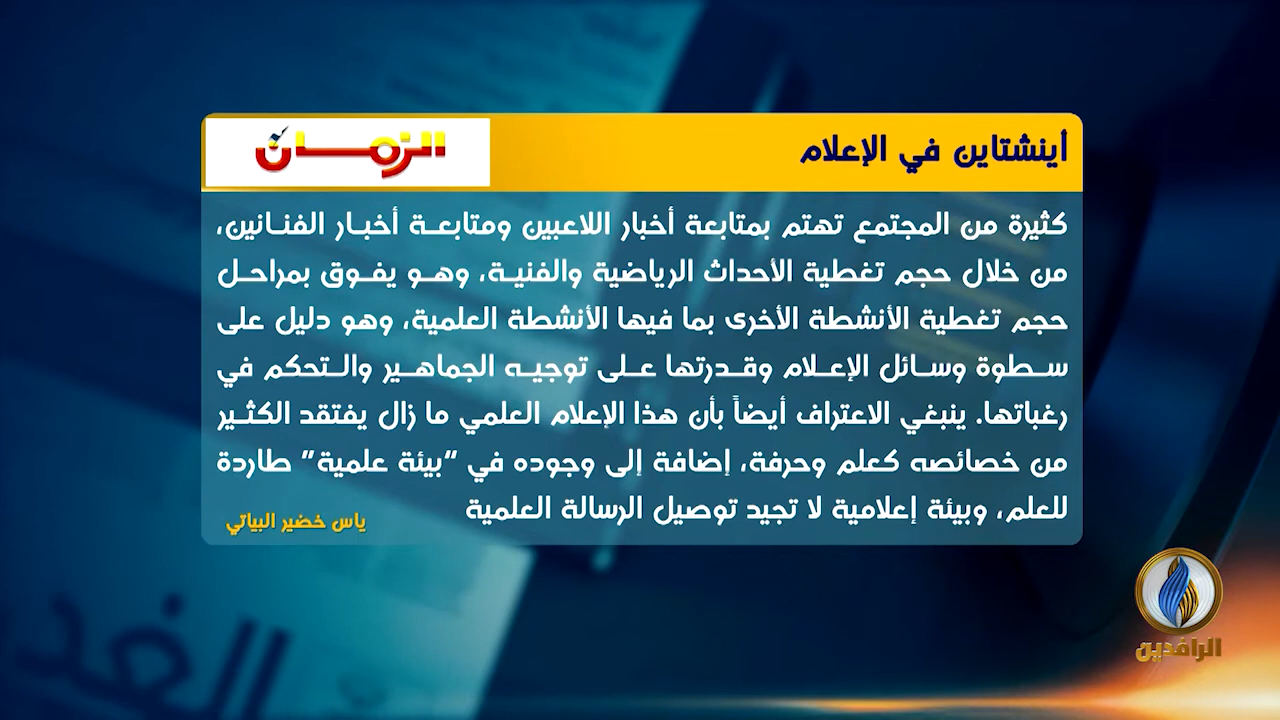 أينشتاين في الإعلام
الزمان
كثيرة من المجتمع تهتم بمتابعة أخبار اللاعبين ومتابعة أخبار الفنانين،
من خلال حجم تغطية الأحداث الرياضية والفنية، وهو يفوق بمراحل
حجم تغطية الأنشطة الأخرى بما فيها الأنشطة العلمية، وهو دليل على
سطوة وسائل الإعلام وقدرتها على توجيه الجماهير والتحكم في
رغباتها. ينبغي الاعتراف أيضاً بأن هذا الإعلام العلمي ما زال يفتقد الكثير
من خصائصه كعلم وحرفة، إضافة إلى وجوده في “بيئة علمية” طاردة
للعلم، وبيئة إعلامية لا تجيد توصيل الرسالة العلمية
ياس خضير البياتي
الرافدين
الغد